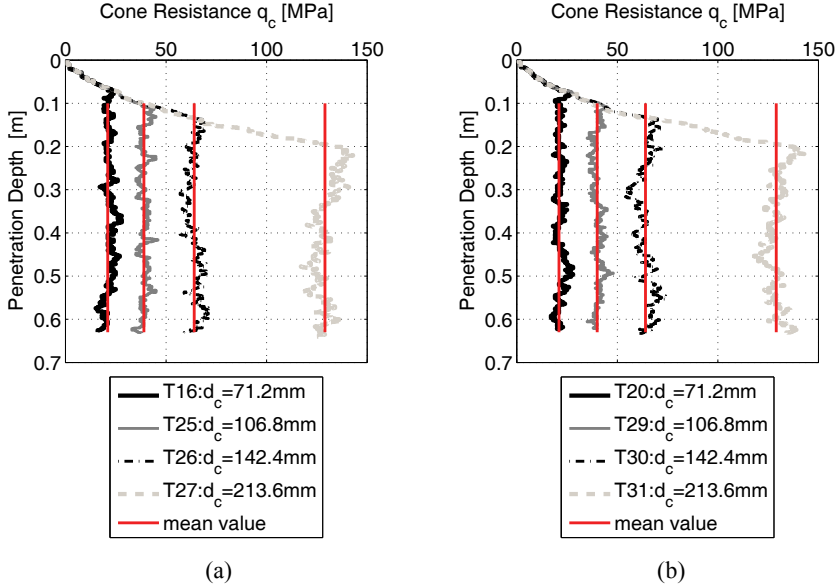 Cone Resistance q_c [MPa]
0 50 100 150
0
0.1
0.2
0.3
0.4
0.5
0.6
0.7
Penetration Depth [m]
T16:d_c=71.2mm
T25:d_c=106.8mm
T26:d_c=142.4mm
T27:d_c=213.6mm
mean value
(a)
Cone Resistance q_c [MPa]
0 50 100 150
0
0.1
0.2
0.3
0.4
0.5
0.6
0.7
Penetration Depth [m]
T20:d_c=71.2mm
T29:d_c=106.8mm
T30:d_c=142.4mm
T31:d_c=213.6mm
mean value
(b)